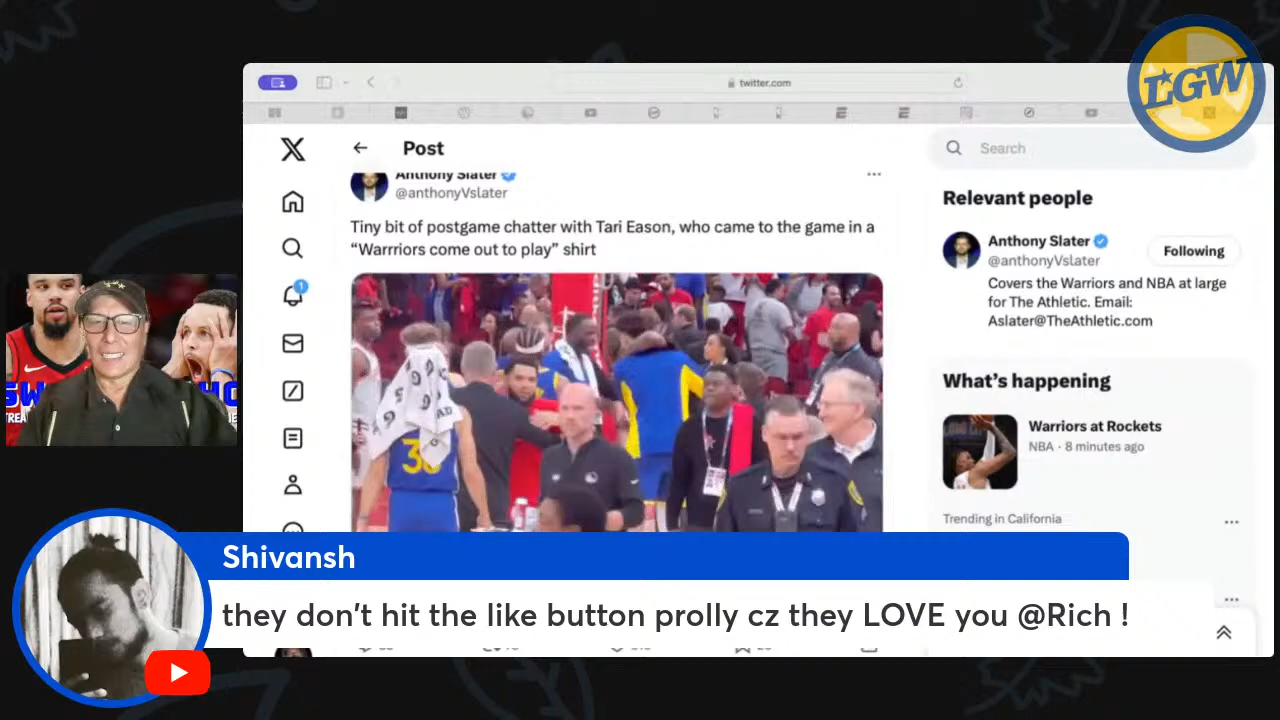 LGW
twitter.com
Post
Search
Anthony Slater
@anthonyVslater
Tiny bit of postgame chatter with Tari Eason, who came to the game in a
“Warrriors come out to play” shirt
Relevant people
Anthony Slater
@anthonyVslater
Following
Covers the Warriors and NBA at large
for The Athletic. Email:
Aslater@TheAthletic.com
What’s happening
Warriors at Rockets
NBA · 8 minutes ago
Trending in California
1
30
Shivansh
they don't hit the like button prolly cz they LOVE you @Rich !